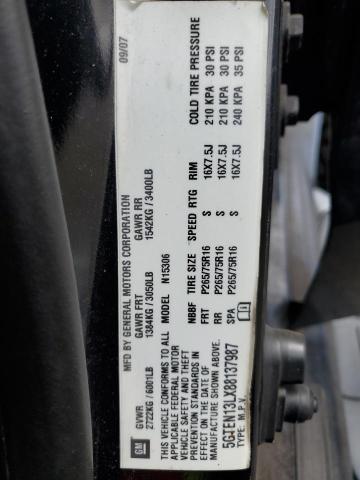 MFD BY GENERAL MOTORS CORPORATION 09/07
GM
GVWR GAWR FRT GAWR RR
2722KG / 6001LB 1384KG / 3050LB 1542KG / 3400LB
THIS VEHICLE CONFORMS TO ALL
APPLICABLE FEDERAL MOTOR
VEHICLE SAFETY AND THEFT
PREVENTION STANDARDS IN
EFFECT ON THE DATE OF
MANUFACTURE SHOWN ABOVE.
5GTEN13LX88137987
TYPE: M.P.V.
MODEL N15306
NBBF TIRE SIZE SPEED RTG RIM COLD TIRE PRESSURE
FRT P265/75R16 S 16X7.5J 210 KPA 30 PSI
RR P265/75R16 S 16X7.5J 210 KPA 30 PSI
SPA P265/75R16 S 16X7.5J 240 KPA 35 PSI